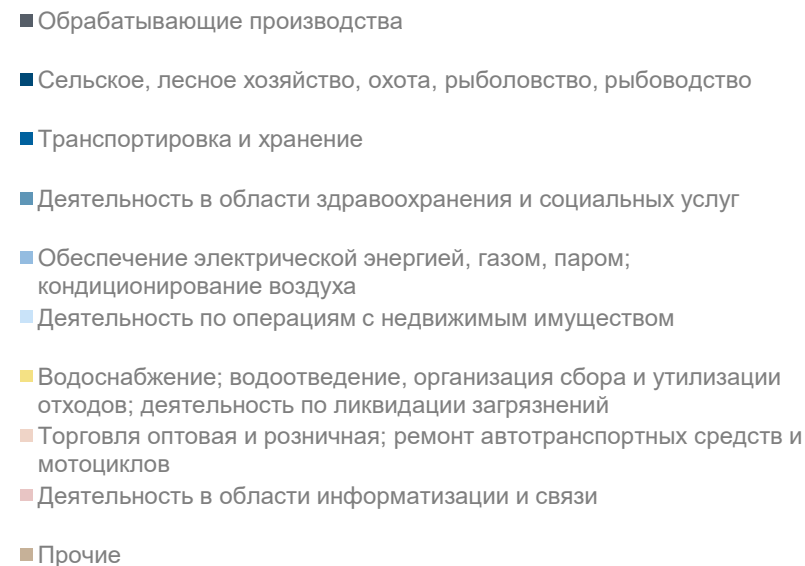 Обрабатывающие производства
Сельское, лесное хозяйство, охота, рыболовство, рыбоводство
Транспортировка и хранение
Деятельность в области здравоохранения и социальных услуг
Обеспечение электрической энергией, газом, паром;
кондиционирование воздуха
Деятельность по операциям с недвижимым имуществом
Водоснабжение; водоотведение, организация сбора и утилизации
отходов; деятельность по ликвидации загрязнений
Торговля оптовая и розничная; ремонт автотранспортных средств и
мотоциклов
Деятельность в области информатизации и связи
Прочие